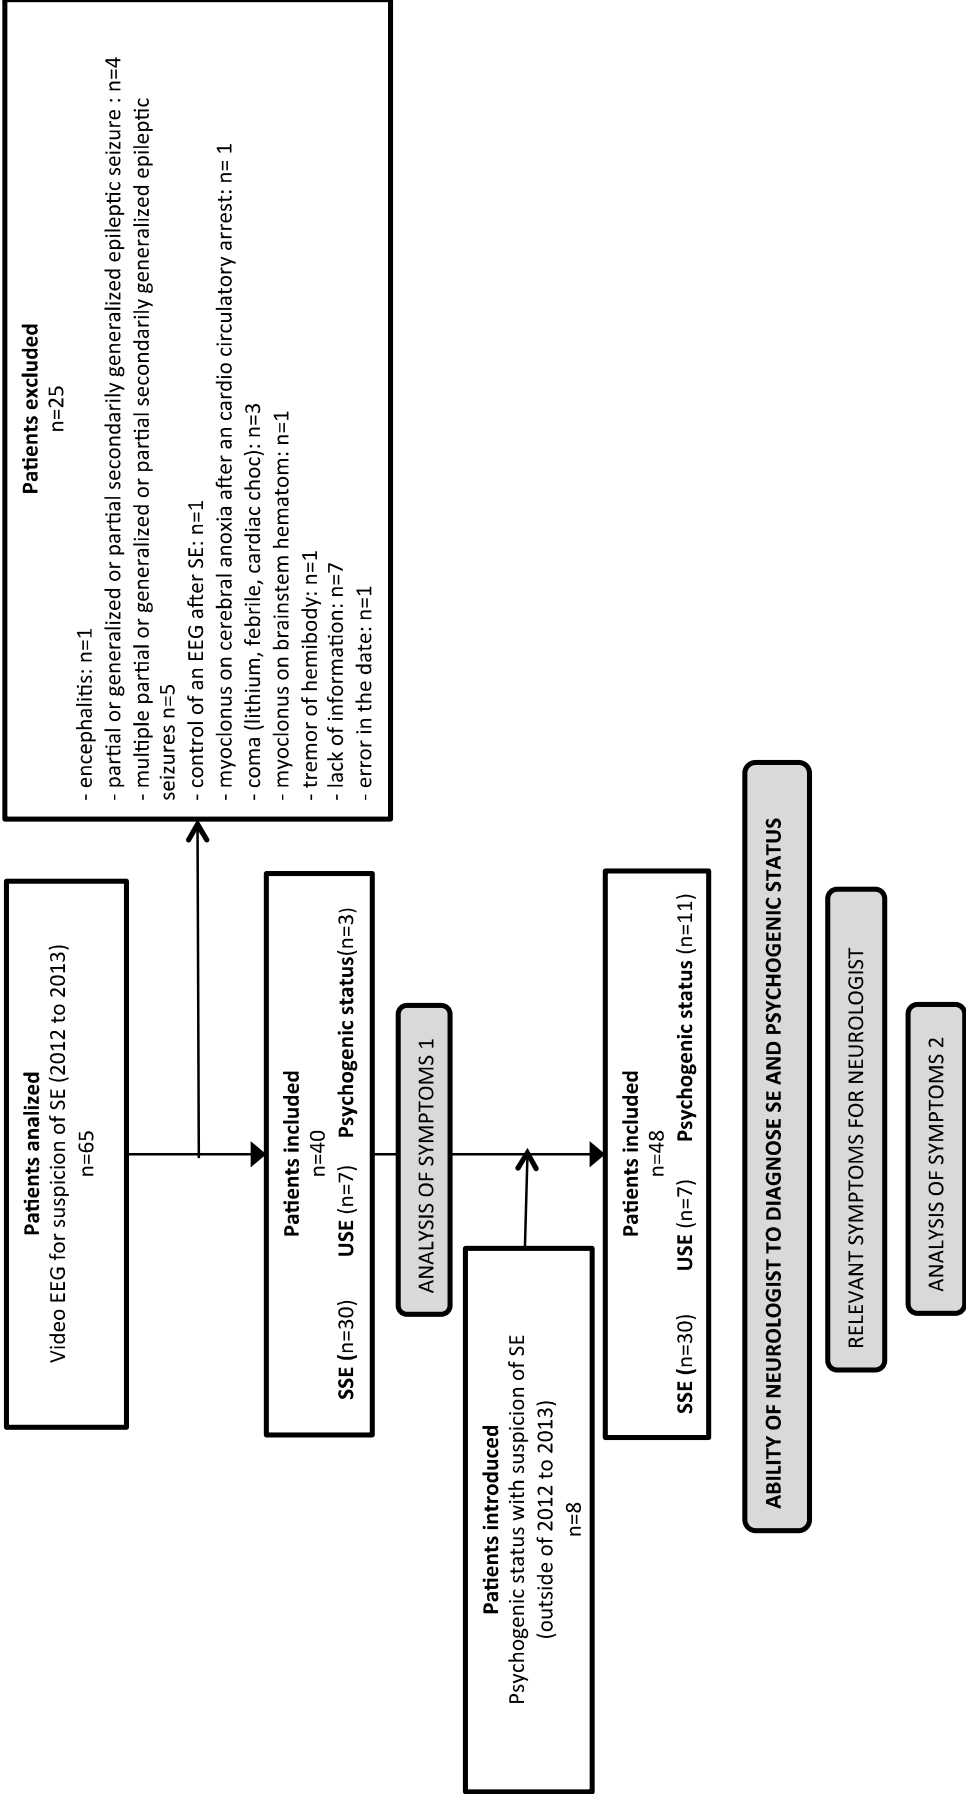 Patients analized
Video EEG for suspicion of SE (2012 to 2013)
n=65
Patients excluded
n=25
- encephalitis: n=1
- partial or generalized or partial secondarily generalized epileptic seizure : n=4
- multiple partial or generalized or partial secondarily generalized epileptic
seizures n=5
- control of an EEG after SE: n=1
- myoclonus on cerebral anoxia after an cardio circulatory arrest: n= 1
- coma (lithium, febrile, cardiac choc): n=3
- myoclonus on brainstem hematom: n=1
- tremor of hemibody: n=1
- lack of information: n=7
- error in the date: n=1
Patients included
n=40
SSE (n=30) USE (n=7) Psychogenic status(n=3)
ANALYSIS OF SYMPTOMS 1
Patients introduced
Psychogenic status with suspicion of SE
(outside of 2012 to 2013)
n=8
Patients included
n=48
SSE (n=30) USE (n=7) Psychogenic status (n=11)
ABILITY OF NEUROLOGIST TO DIAGNOSE SE AND PSYCHOGENIC STATUS
RELEVANT SYMPTOMS FOR NEUROLOGIST
ANALYSIS OF SYMPTOMS 2